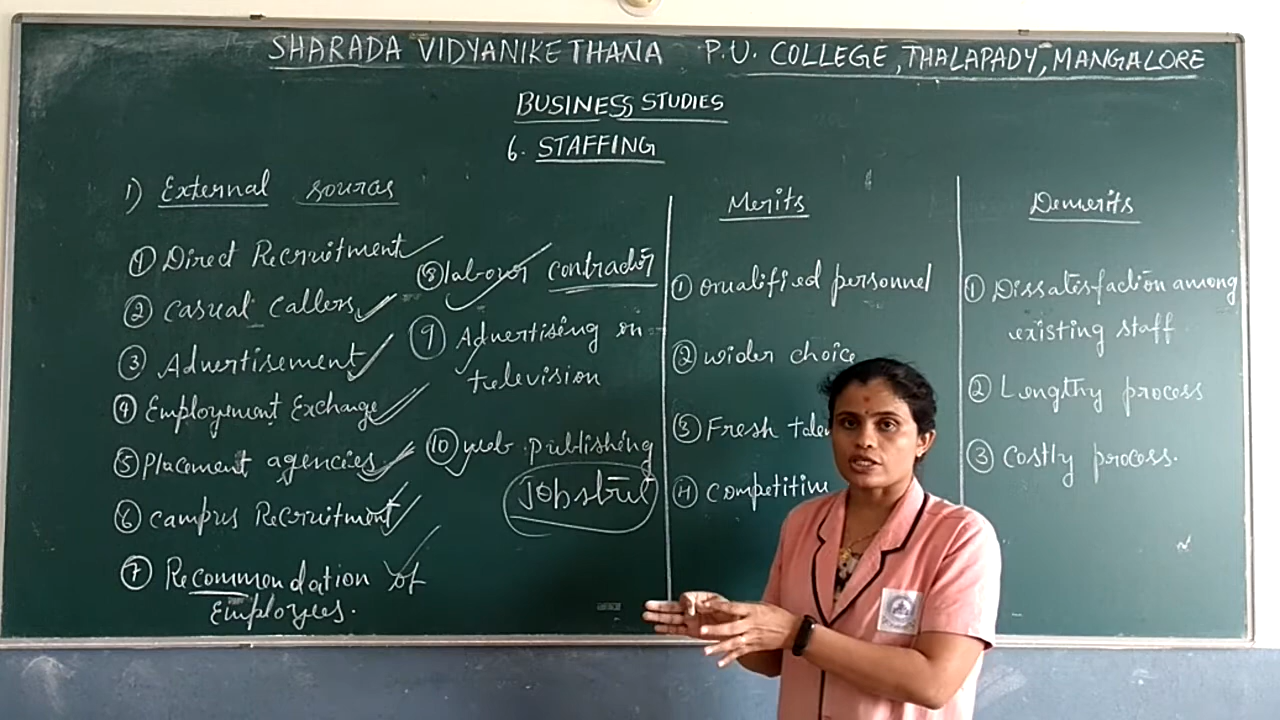 SHARADA VIDYANIKETHANA P.U. COLLEGE, THALAPADY, MANGALORE
BUSINESS STUDIES
6. STAFFING
1) External sources
① Direct Recruitment
② Casual Callers
③ Advertisement
④ Employement Exchange
⑤ Placement agencies
⑥ Campus Recruitment
⑦ Recommendation of
Employees.
⑧ labour contractor
⑨ Advertising on
television
⑩ web publishing
Merits
① Qualified personnel
② wider choice
③ Fresh
④ Competitive
Demerits
① Dissatisfaction among
existing staff
② Lengthy process
③ Costly process.